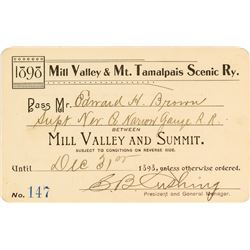 1898 Mill Valley & Mt. Tamalpais Scenic Ry.
Pass Mr. Edward H. Brown
Supt Nev. C. Narrow Gauge R.R.
BETWEEN
MILL VALLEY AND SUMMIT.
SUBJECT TO CONDITIONS ON REVERSE SIDE.
Until Dec 31st 1898, unless otherwise ordered.
No. 147
President and General Manager.